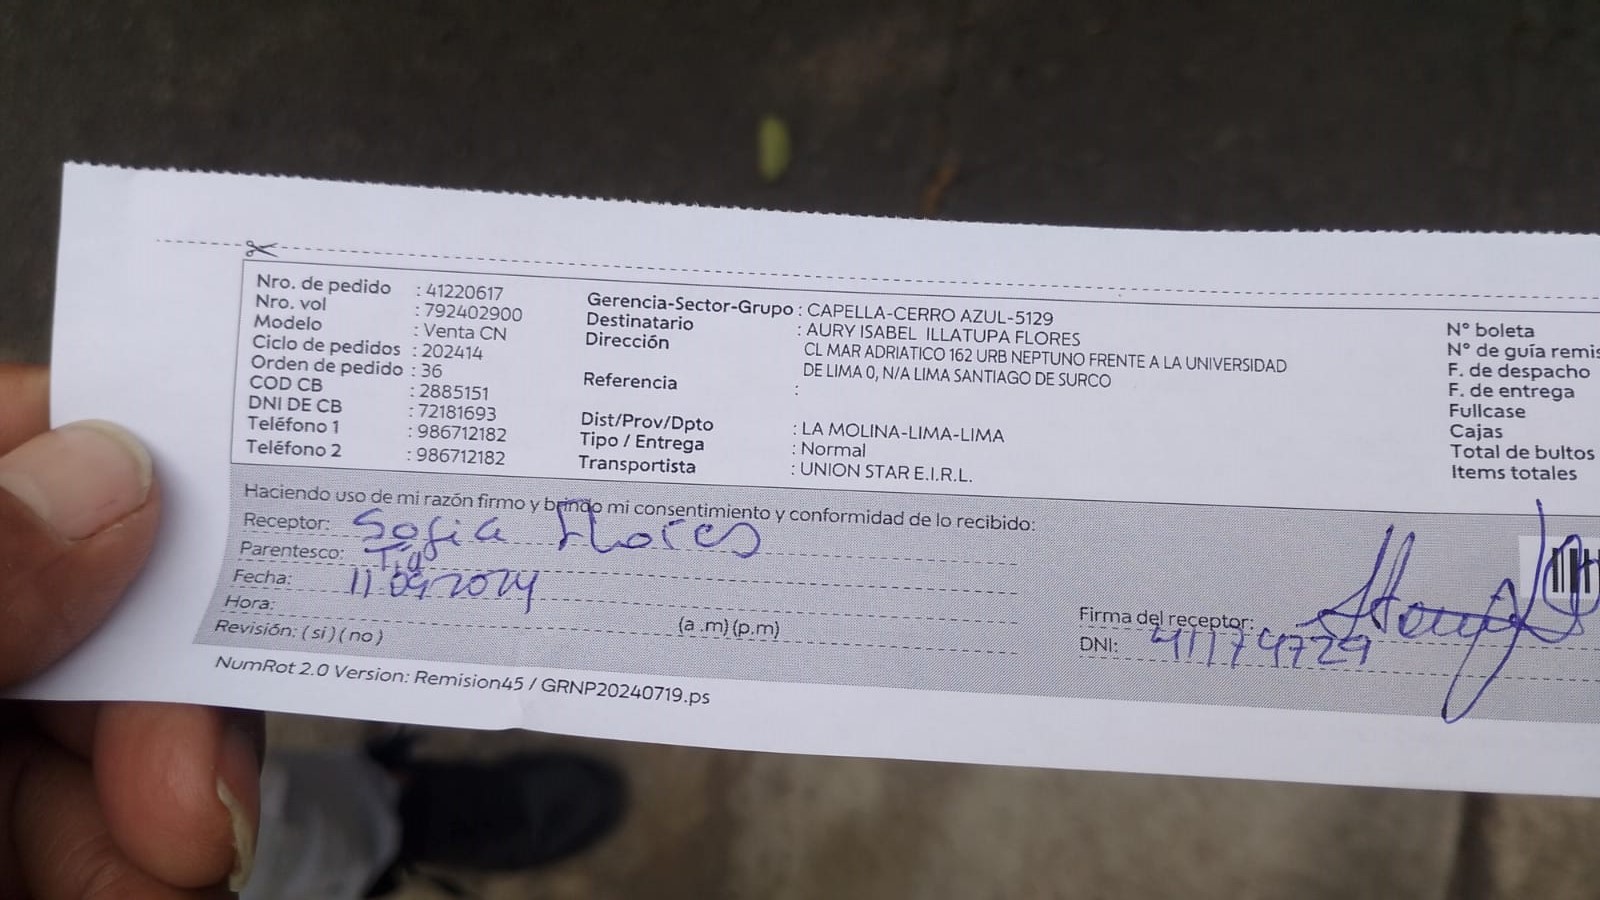 Nro. de pedido : 41220617
Nro. vol : 792402900
Modelo : Venta CN
Ciclo de pedidos : 202414
Orden de pedido : 36
COD CB : 2885151
DNI DE CB : 72181693
Teléfono 1 : 986712182
Teléfono 2 : 986712182
Gerencia-Sector-Grupo : CAPELLA-CERRO AZUL-5129
Destinatario : AURY ISABEL ILLATUPA FLORES
Dirección CL MAR ADRIATICO 162 URB NEPTUNO FRENTE A LA UNIVERSIDAD
DE LIMA 0, N/A LIMA SANTIAGO DE SURCO
Referencia :
Dist/Prov/Dpto : LA MOLINA-LIMA-LIMA
Tipo / Entrega : Normal
Transportista : UNION STAR E.I.R.L.
N° boleta
N° de guía remis
F. de despacho
F. de entrega
Fullcase
Cajas
Total de bultos
Items totales
Haciendo uso de mi razón firmo y brindo mi consentimiento y conformidad de lo recibido:
Receptor: Sofia Flores
Parentesco: Tia
Fecha: 11 09 2024
Hora: (a .m) (p.m)
Revisión: ( si ) ( no )
Firma del receptor:
DNI: 41174729
NumRot 2.0 Version: Remision45 / GRNP20240719.ps